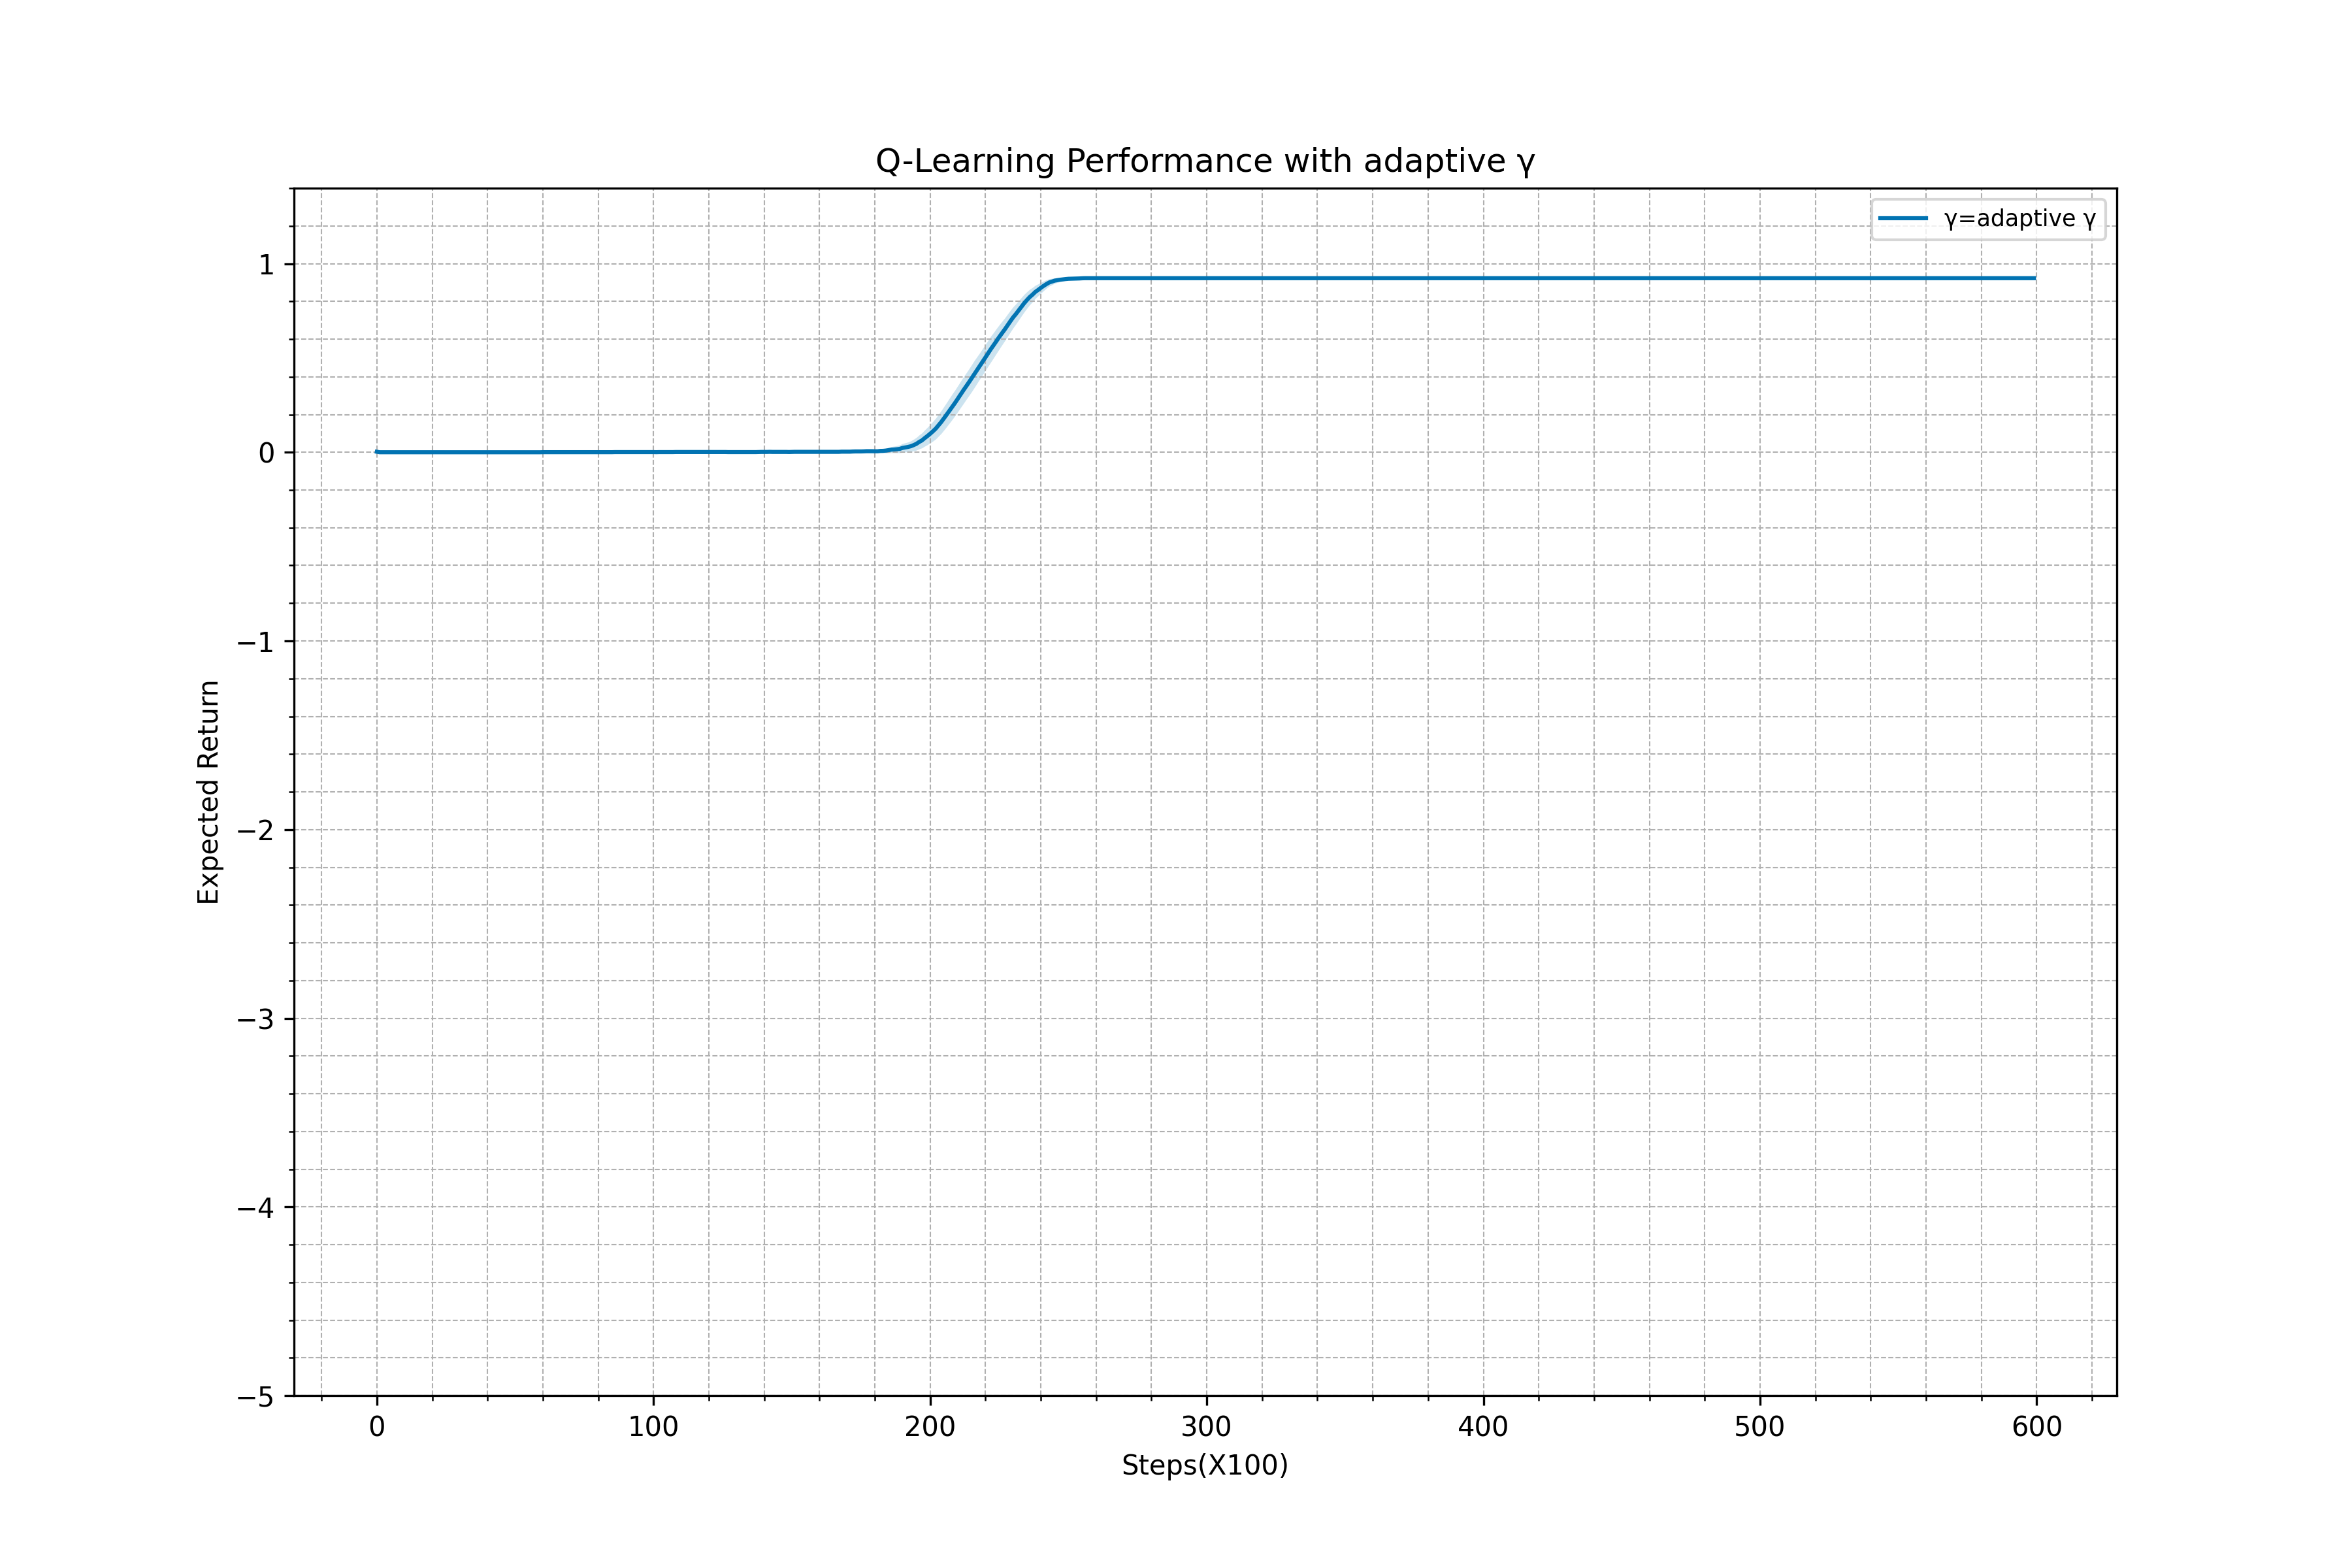 Q-Learning Performance with adaptive γ
γ=adaptive γ
1
0
−1
−2
−3
−4
−5
Expected Return
0 100 200 300 400 500 600
Steps(X100)